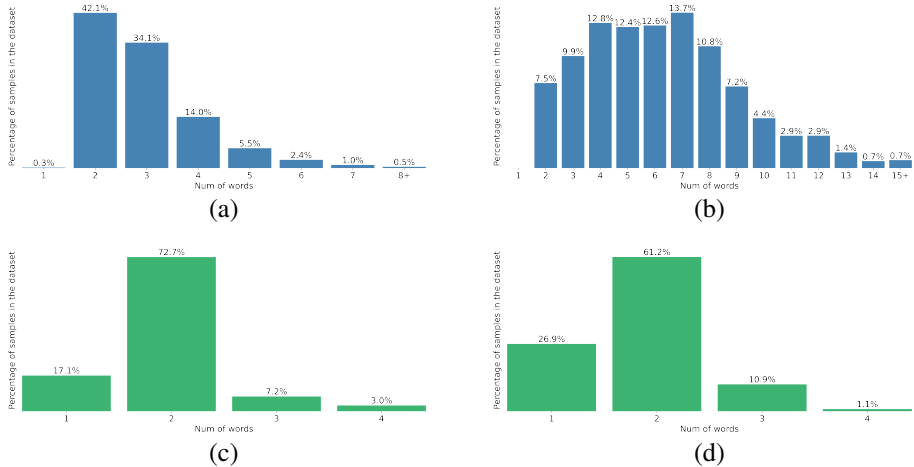 Percentage of samples in the dataset
42.1%
34.1%
14.0%
5.5%
2.4%
1.0%
0.5%
0.3%
1 2 3 4 5 6 7 8+
Num of words
(a)
Percentage of samples in the dataset
7.5%
9.9%
12.8%
12.4%
12.6%
13.7%
10.8%
7.2%
4.4%
2.9%
2.9%
1.4%
0.7%
0.7%
1 2 3 4 5 6 7 8 9 10 11 12 13 14 15+
Num of words
(b)
Percentage of samples in the dataset
17.1%
72.7%
7.2%
3.0%
1 2 3 4
Num of words
(c)
Percentage of samples in the dataset
26.9%
61.2%
10.9%
1.1%
1 2 3 4
Num of words
(d)